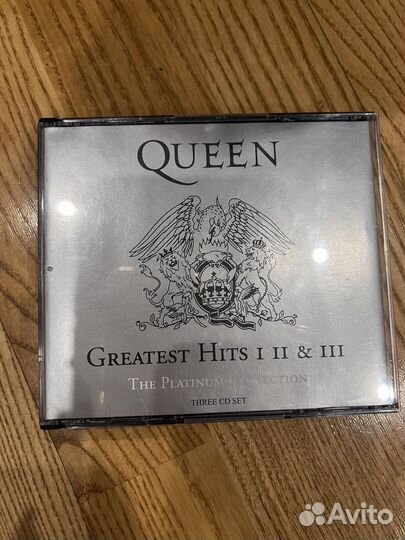 QUEEN
GREATEST HITS I II & III
THE PLATINUM COLLECTION
THREE CD SET
Avito